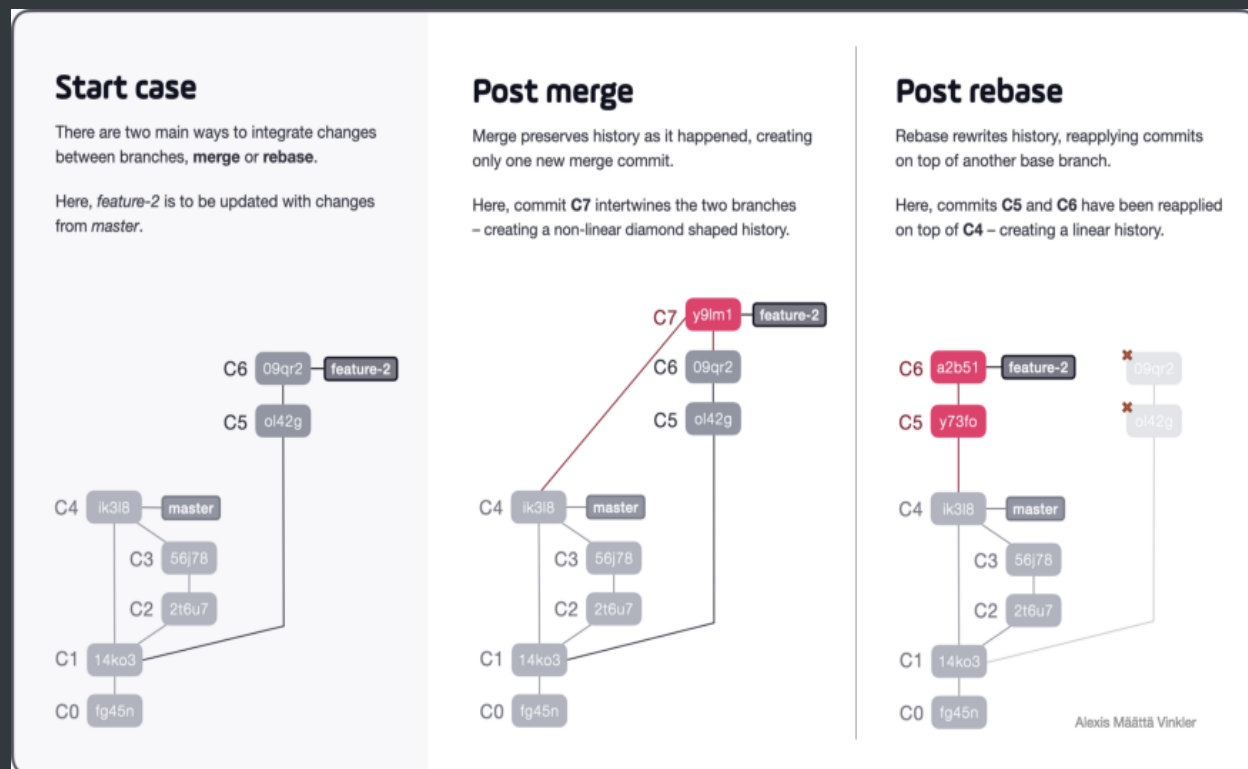 Start case
There are two main ways to integrate changes
between branches, merge or rebase.
Here, feature-2 is to be updated with changes
from master.
C6 09qr2 feature-2
C5 ol42g
C4 ik3l8 master
C3 56j78
C2 2t6u7
C1 14ko3
C0 fg45n
Post merge
Merge preserves history as it happened, creating
only one new merge commit.
Here, commit C7 intertwines the two branches
– creating a non-linear diamond shaped history.
C7 y9lm1 feature-2
C6 09qr2
C5 ol42g
C4 ik3l8 master
C3 56j78
C2 2t6u7
C1 14ko3
C0 fg45n
Post rebase
Rebase rewrites history, reapplying commits
on top of another base branch.
Here, commits C5 and C6 have been reapplied
on top of C4 – creating a linear history.
C6 a2b51 feature-2 09qr2
C5 y73fo ol42g
C4 ik3l8 master
C3 56j78
C2 2t6u7
C1 14ko3
C0 fg45n
Alexis Määttä Vinkler